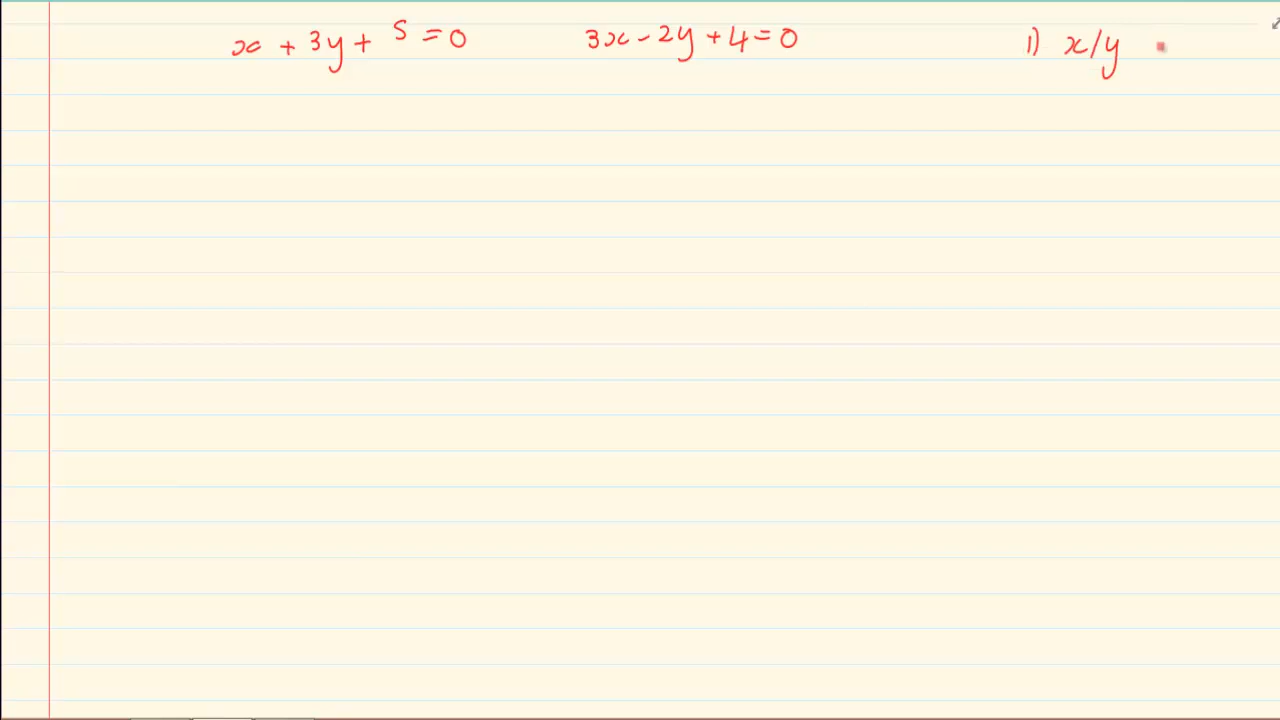 x + 3y + 5 = 0 3x - 2y + 4 = 0 1) x/y